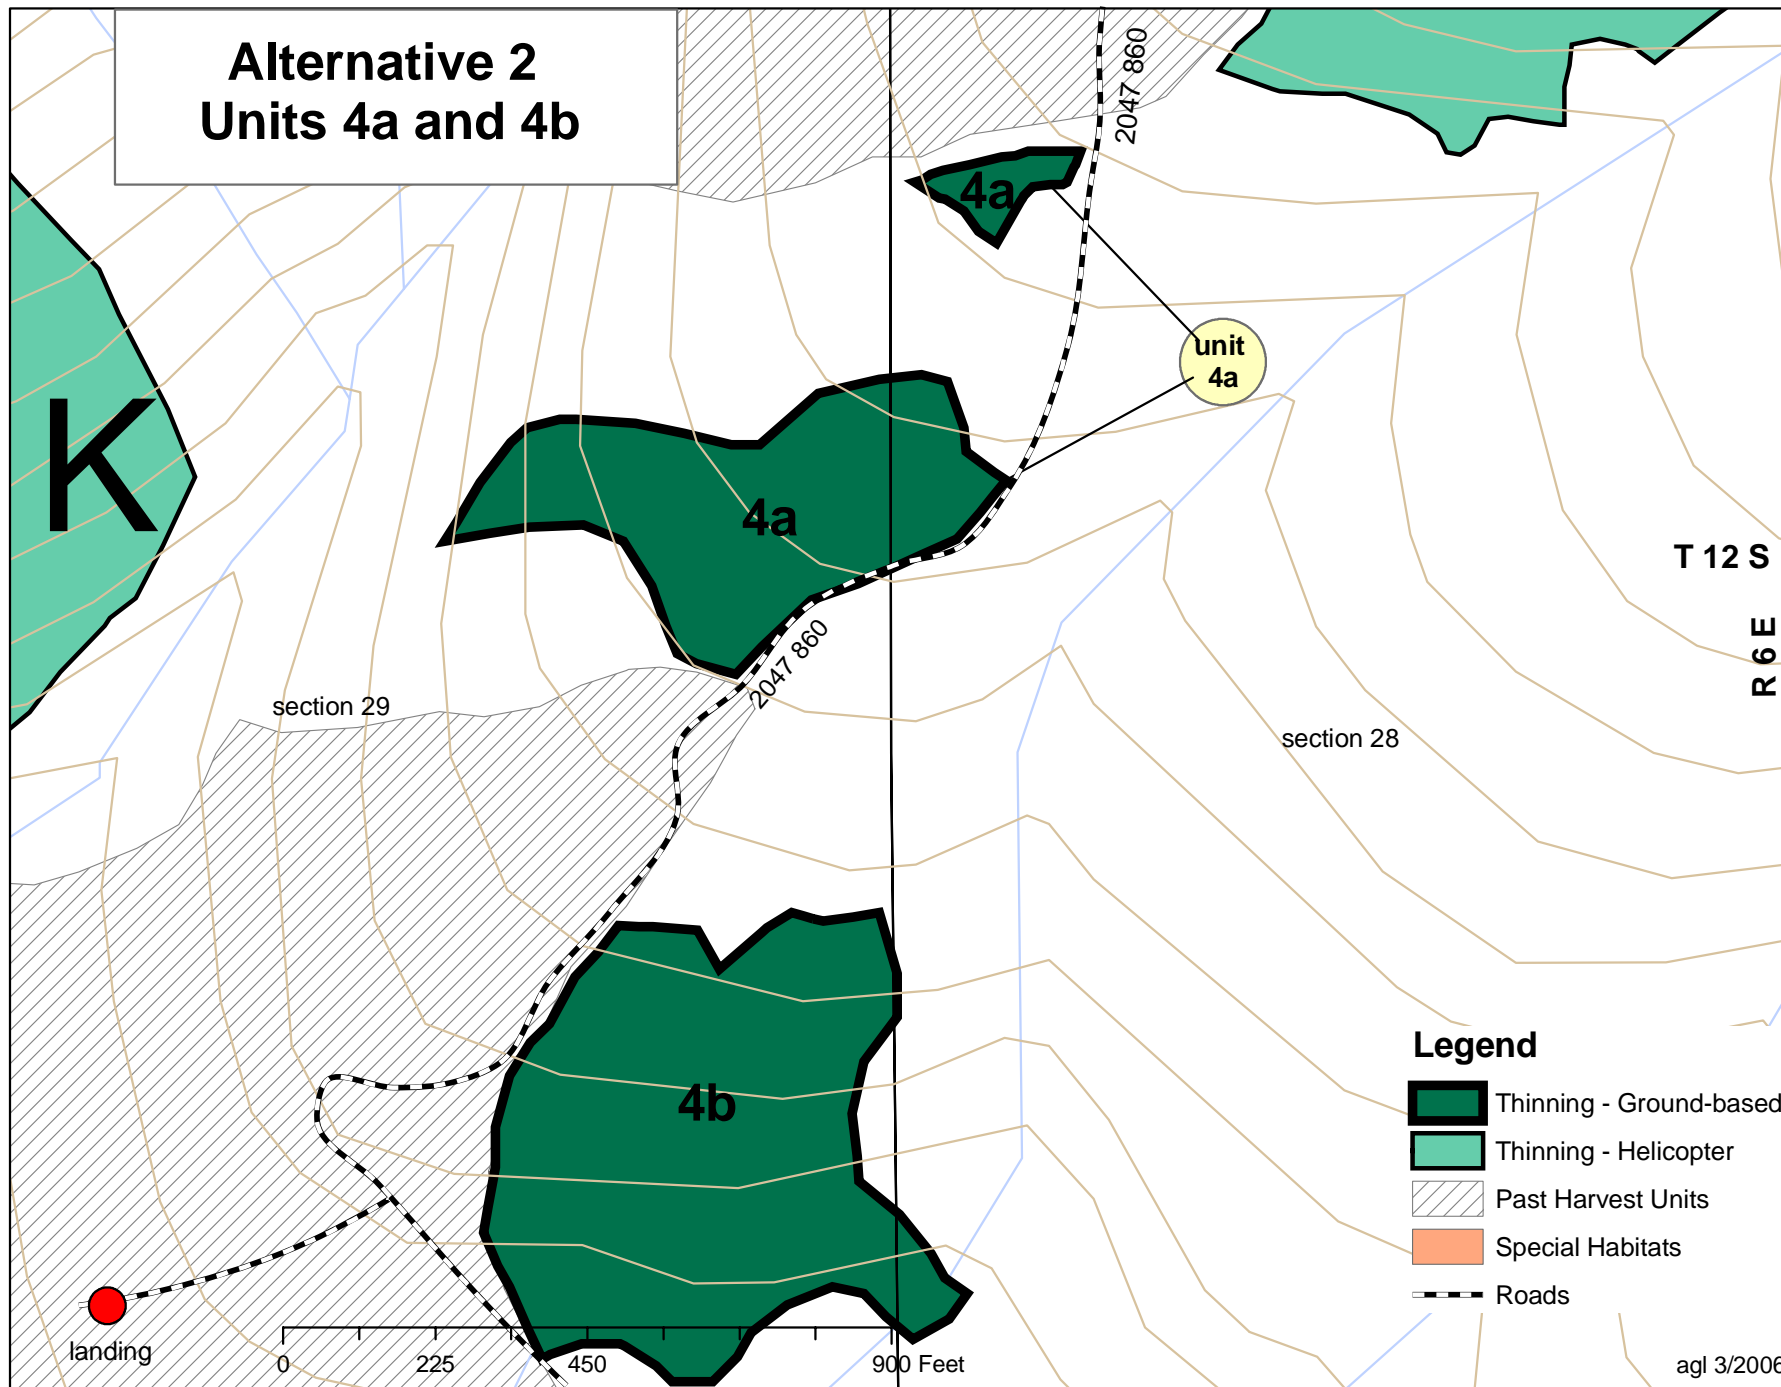 Alternative 2
Units 4a and 4b
2047 860
4a
unit
4a
K
4a
T 12 S
R 6 E
2047 860
section 29
section 28
4b
Legend
Thinning - Ground-based
Thinning - Helicopter
Past Harvest Units
Special Habitats
Roads
landing
0 225 450 900 Feet
agl 3/2006